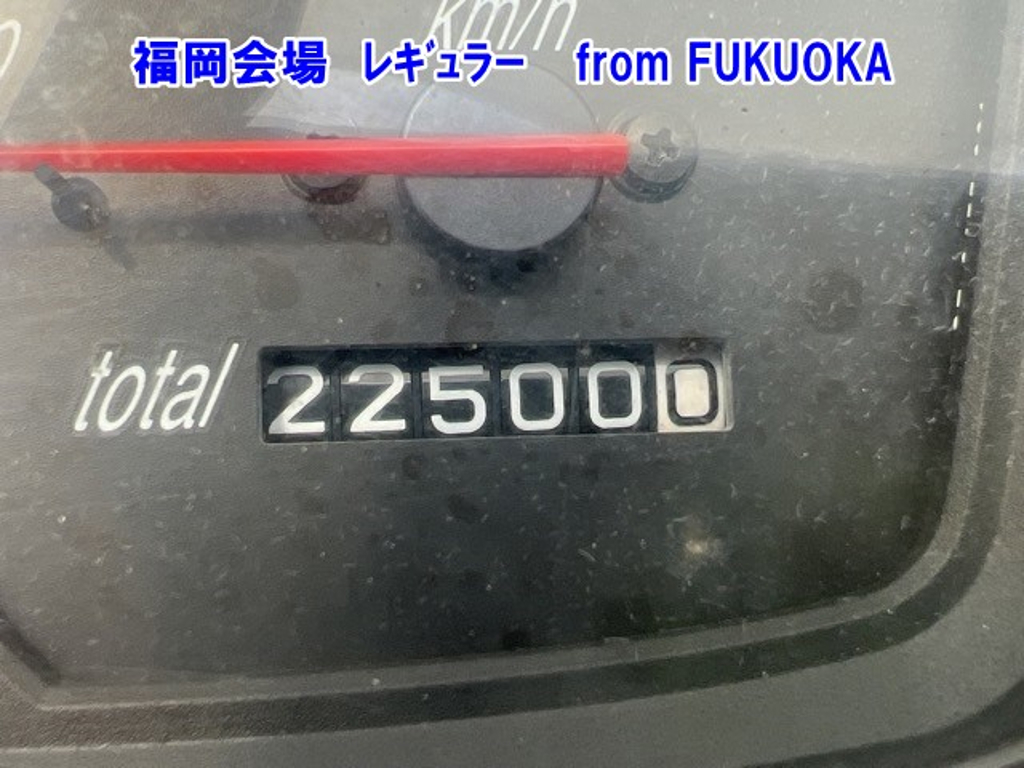 km/h
福岡会場 ﾚｷﾞｭﾗｰ from FUKUOKA
total 225000